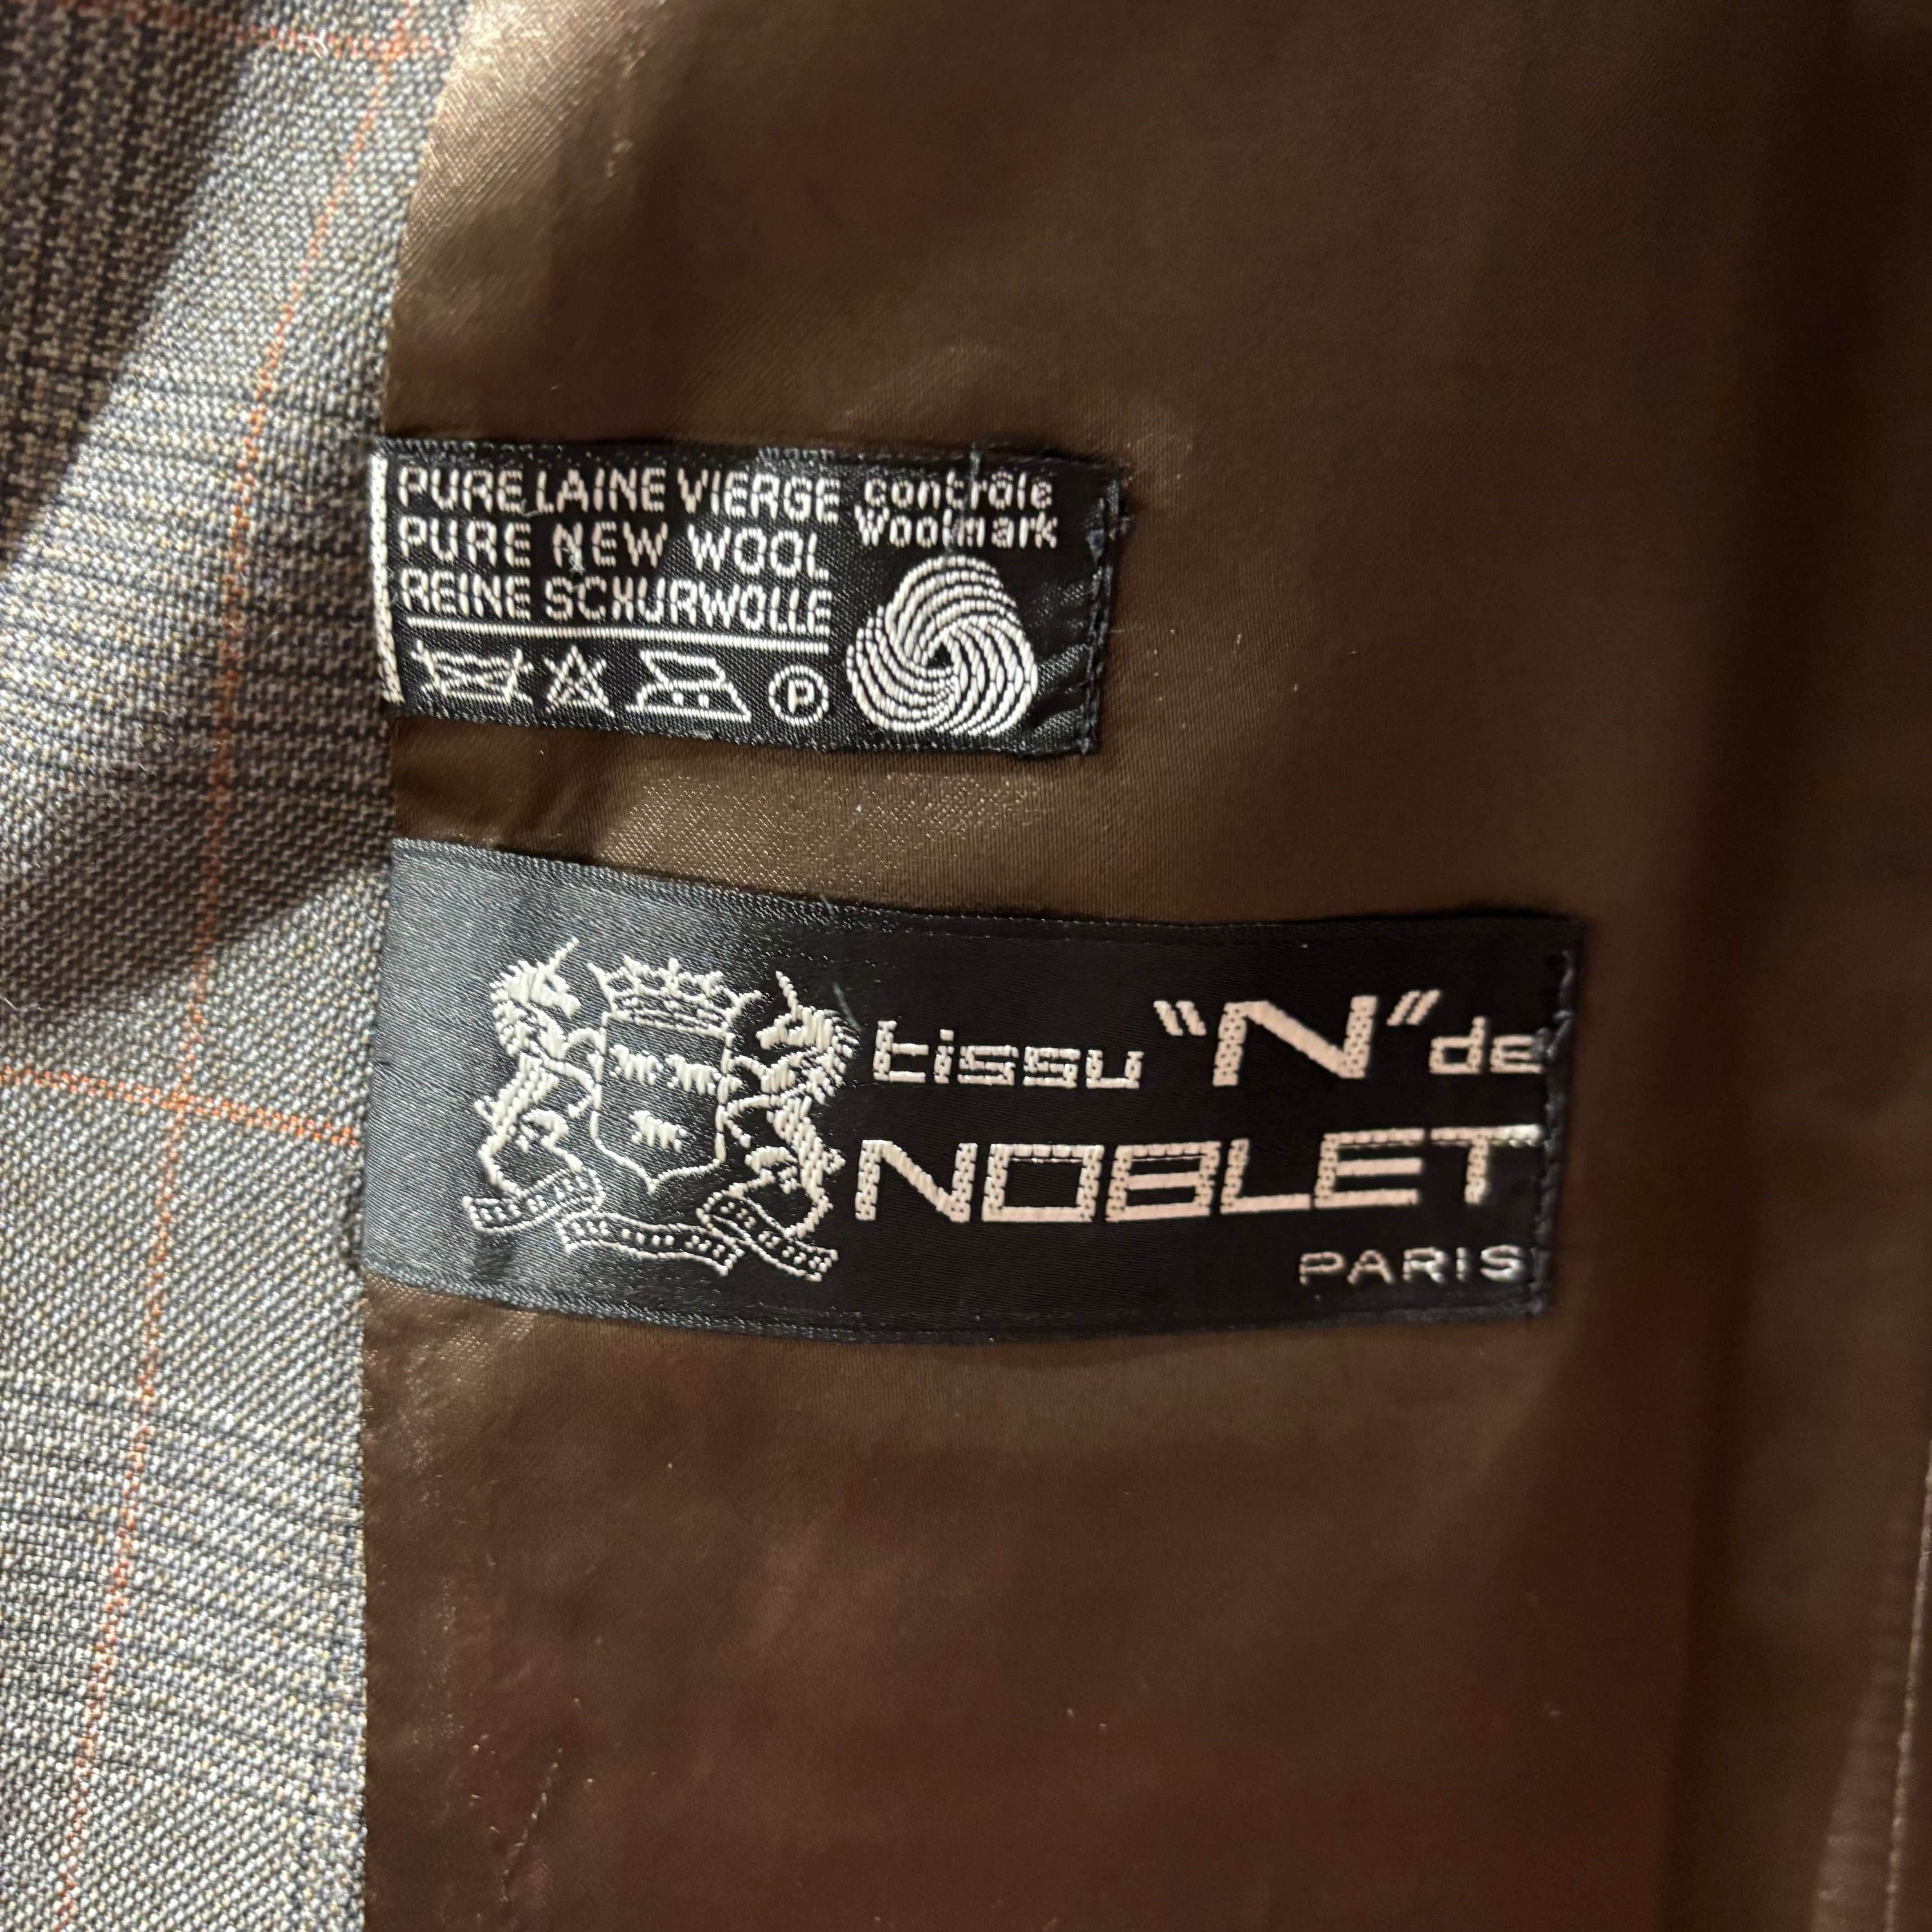 PURE LAINE VIERGE
PURE NEW WOOL
REINE SCHURWOLLE
contrôle
Woolmark
P
tissu "N" de
NOBLET
PARIS